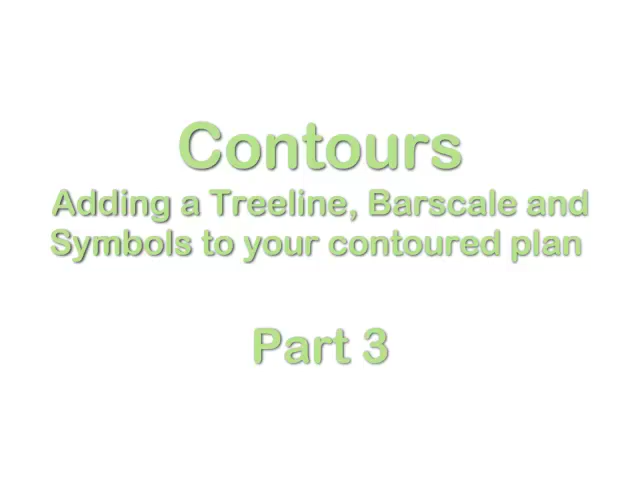 Contours
Adding a Treeline, Barscale and
Symbols to your contoured plan
Part 3